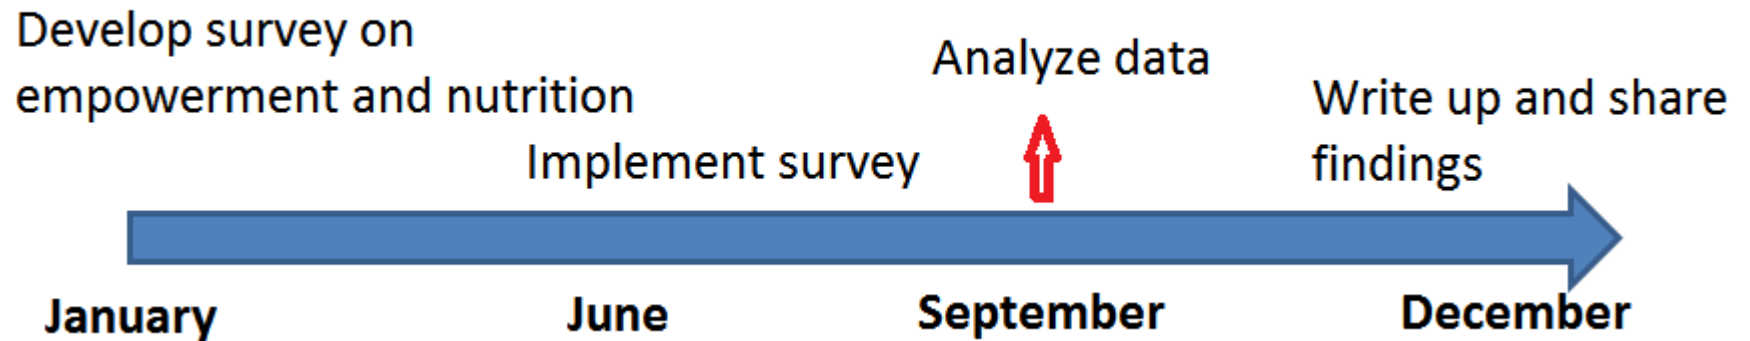 Develop survey on
empowerment and nutrition
Implement survey
Analyze data
Write up and share
findings
January
June
September
December